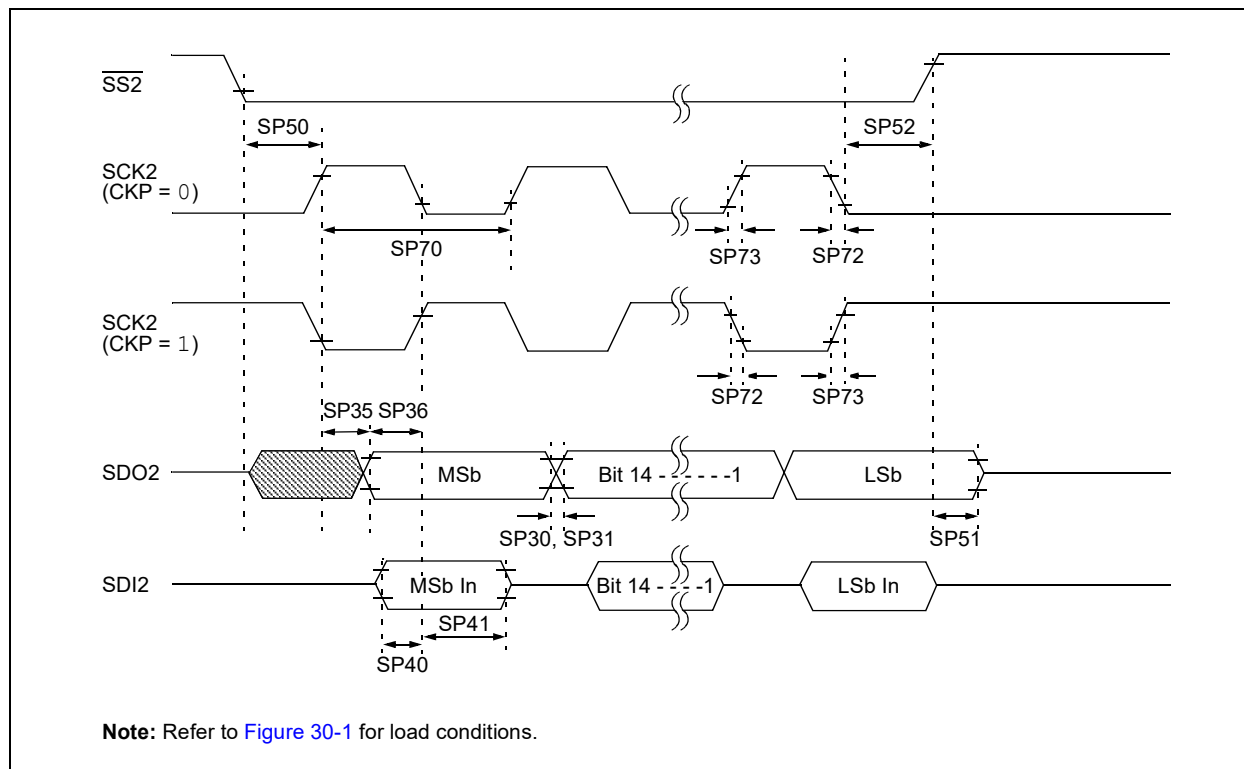 SS2
SP50
SP52
SCK2
(CKP = 0)
SP70
SP73
SP72
SCK2
(CKP = 1)
SP72
SP73
SP35
SP36
SDO2
MSb
Bit 14 - - - - - -1
LSb
SP30, SP31
SP51
SDI2
MSb In
Bit 14 - - - - -1
LSb In
SP41
SP40
Note: Refer to Figure 30-1 for load conditions.